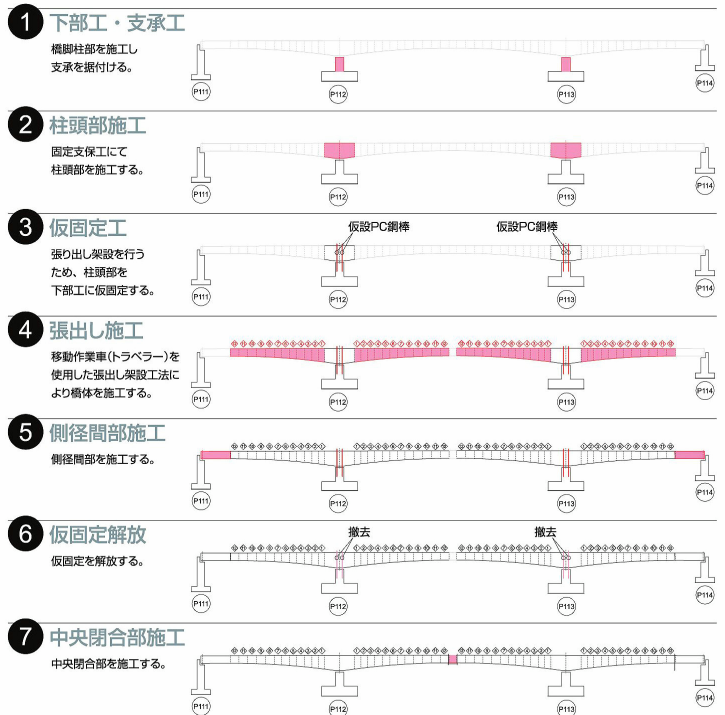 1 下部工・支承工
橋脚柱部を施工し
支承を据付ける。
P111 P112 P113 P114
2 柱頭部施工
固定支保工にて
柱頭部を施工する。
P111 P112 P113 P114
3 仮固定工
張り出し架設を行う
ため、柱頭部を
下部工に仮固定する。
仮設PC鋼棒 仮設PC鋼棒
P111 P112 P113 P114
4 張出し施工
移動作業車（トラベラー）を
使用した張出し架設工法に
より橋体を施工する。
P111 P112 P113 P114
5 側径間部施工
側径間部を施工する。
P111 P112 P113 P114
6 仮固定解放
仮固定を解放する。
撤去 撤去
P111 P112 P113 P114
7 中央閉合部施工
中央閉合部を施工する。
P111 P112 P113 P114